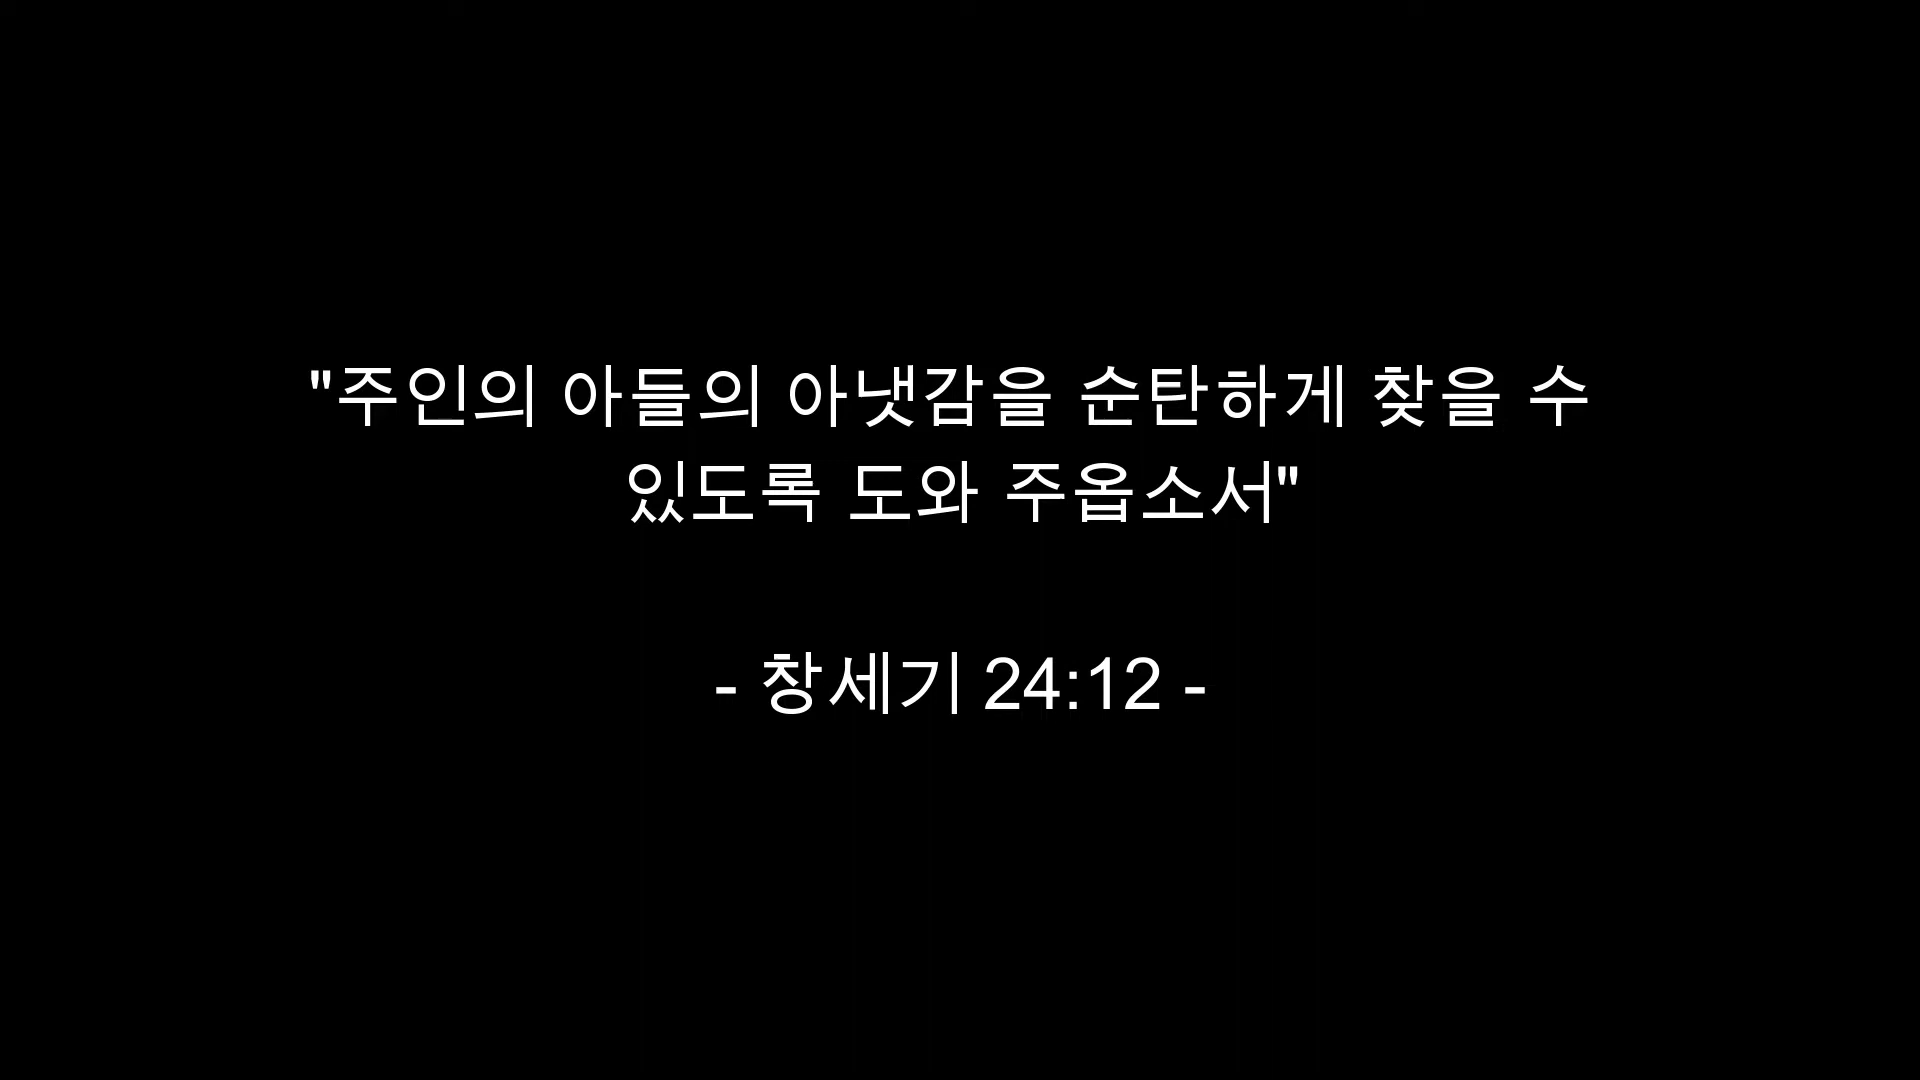 "주인의 아들의 아냇감을 순탄하게 찾을 수
있도록 도와 주옵소서"
- 창세기 24:12 -